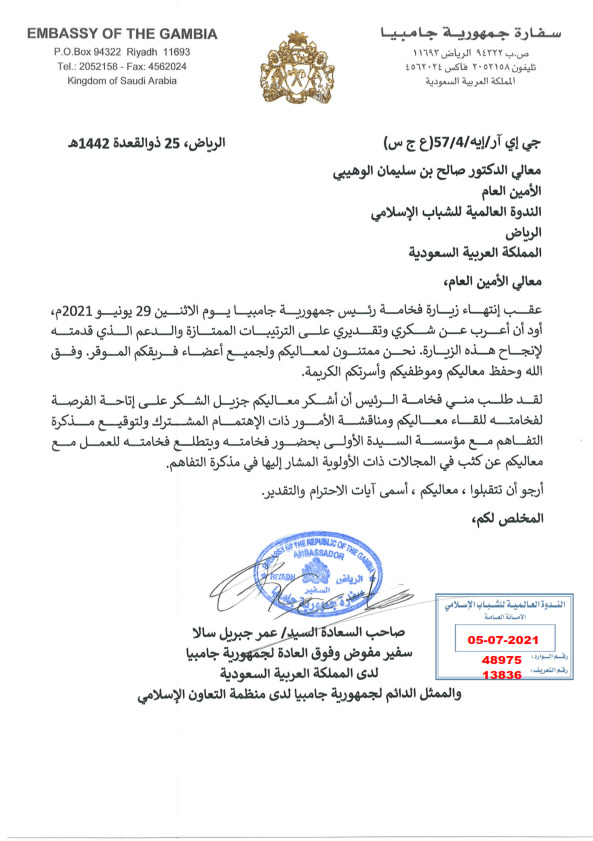 EMBASSY OF THE GAMBIA
P.O.Box 94322 Riyadh 11693
Tel.: 2052158 - Fax: 4562024
Kingdom of Saudi Arabia
سفارة جمهورية جامبيا
ص.ب ٩٤٣٢٢ الرياض ١١٦٩٣
تليفون ٢٠٥٢١٥٨ فاكس ٤٥٦٢٠٢٤
المملكة العربية السعودية
جي إي آر/إيه/57/4(ع ج س)
الرياض، 25 ذوالقعدة 1442هـ
معالي الدكتور صالح بن سليمان الوهيبي
الأمين العام
الندوة العالمية للشباب الإسلامي
الرياض
المملكة العربية السعودية
معالي الأمين العام،
عقب إنتهاء زيارة فخامة رئيس جمهورية جامبيا يوم الاثنين 29 يونيو 2021م،
أود أن أعرب عن شكري وتقديري على الترتيبات الممتازة والدعم الذي قدمته
لإنجاح هذه الزيارة. نحن ممتنون لمعاليكم ولجميع أعضاء فريقكم الموقر. وفق
الله وحفظ معاليكم وموظفيكم وأسرتكم الكريمة.
لقد طلب مني فخامة الرئيس أن أشكر معاليكم جزيل الشكر على إتاحة الفرصة
لفخامته للقاء معاليكم ومناقشة الأمور ذات الإهتمام المشترك ولتوقيع مذكرة
التفاهم مع مؤسسة السيدة الأولى بحضور فخامته ويتطلع فخامته للعمل مع
معاليكم عن كثب في المجالات ذات الأولوية المشار إليها في مذكرة التفاهم.
أرجو أن تتقبلوا ، معاليكم ، أسمى آيات الاحترام والتقدير.
المخلص لكم،
EMBASSY OF THE REPUBLIC OF THE GAMBIA
AMBASSADOR
RIYADH الرياض
السفير
سفارة جمهورية جامبيا
صاحب السعادة السيد/ عمر جبريل سالا
سفير مفوض وفوق العادة لجمهورية جامبيا
لدى المملكة العربية السعودية
والممثل الدائم لجمهورية جامبيا لدى منظمة التعاون الإسلامي
الندوة العالمية للشباب الإسلامي
الأمانة العامة
05-07-2021
رقم الوارد: 48975
رقم التعريف: 13836